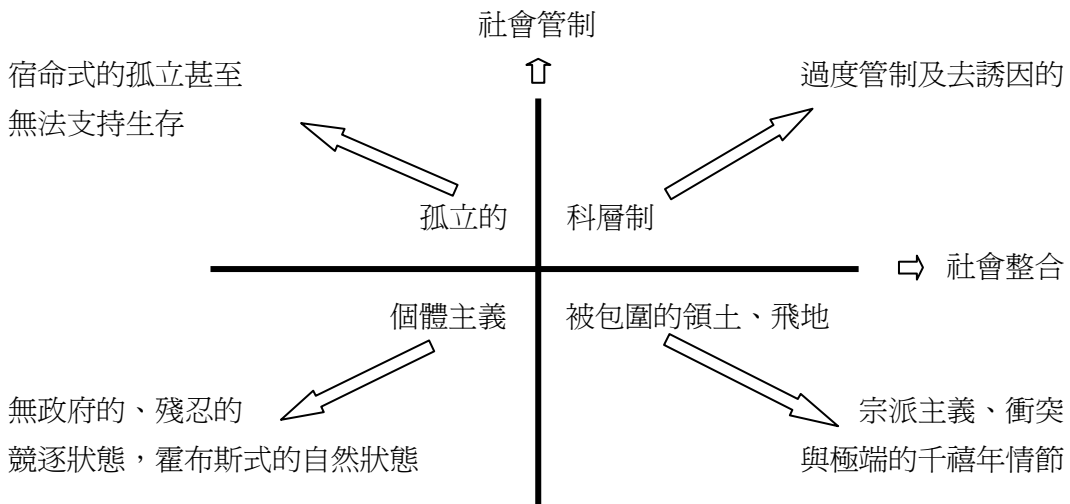 社會管制
宿命式的孤立甚至
無法支持生存
過度管制及去誘因的
孤立的
科層制
社會整合
個體主義
被包圍的領土、飛地
無政府的、殘忍的
競逐狀態，霍布斯式的自然狀態
宗派主義、衝突
與極端的千禧年情節